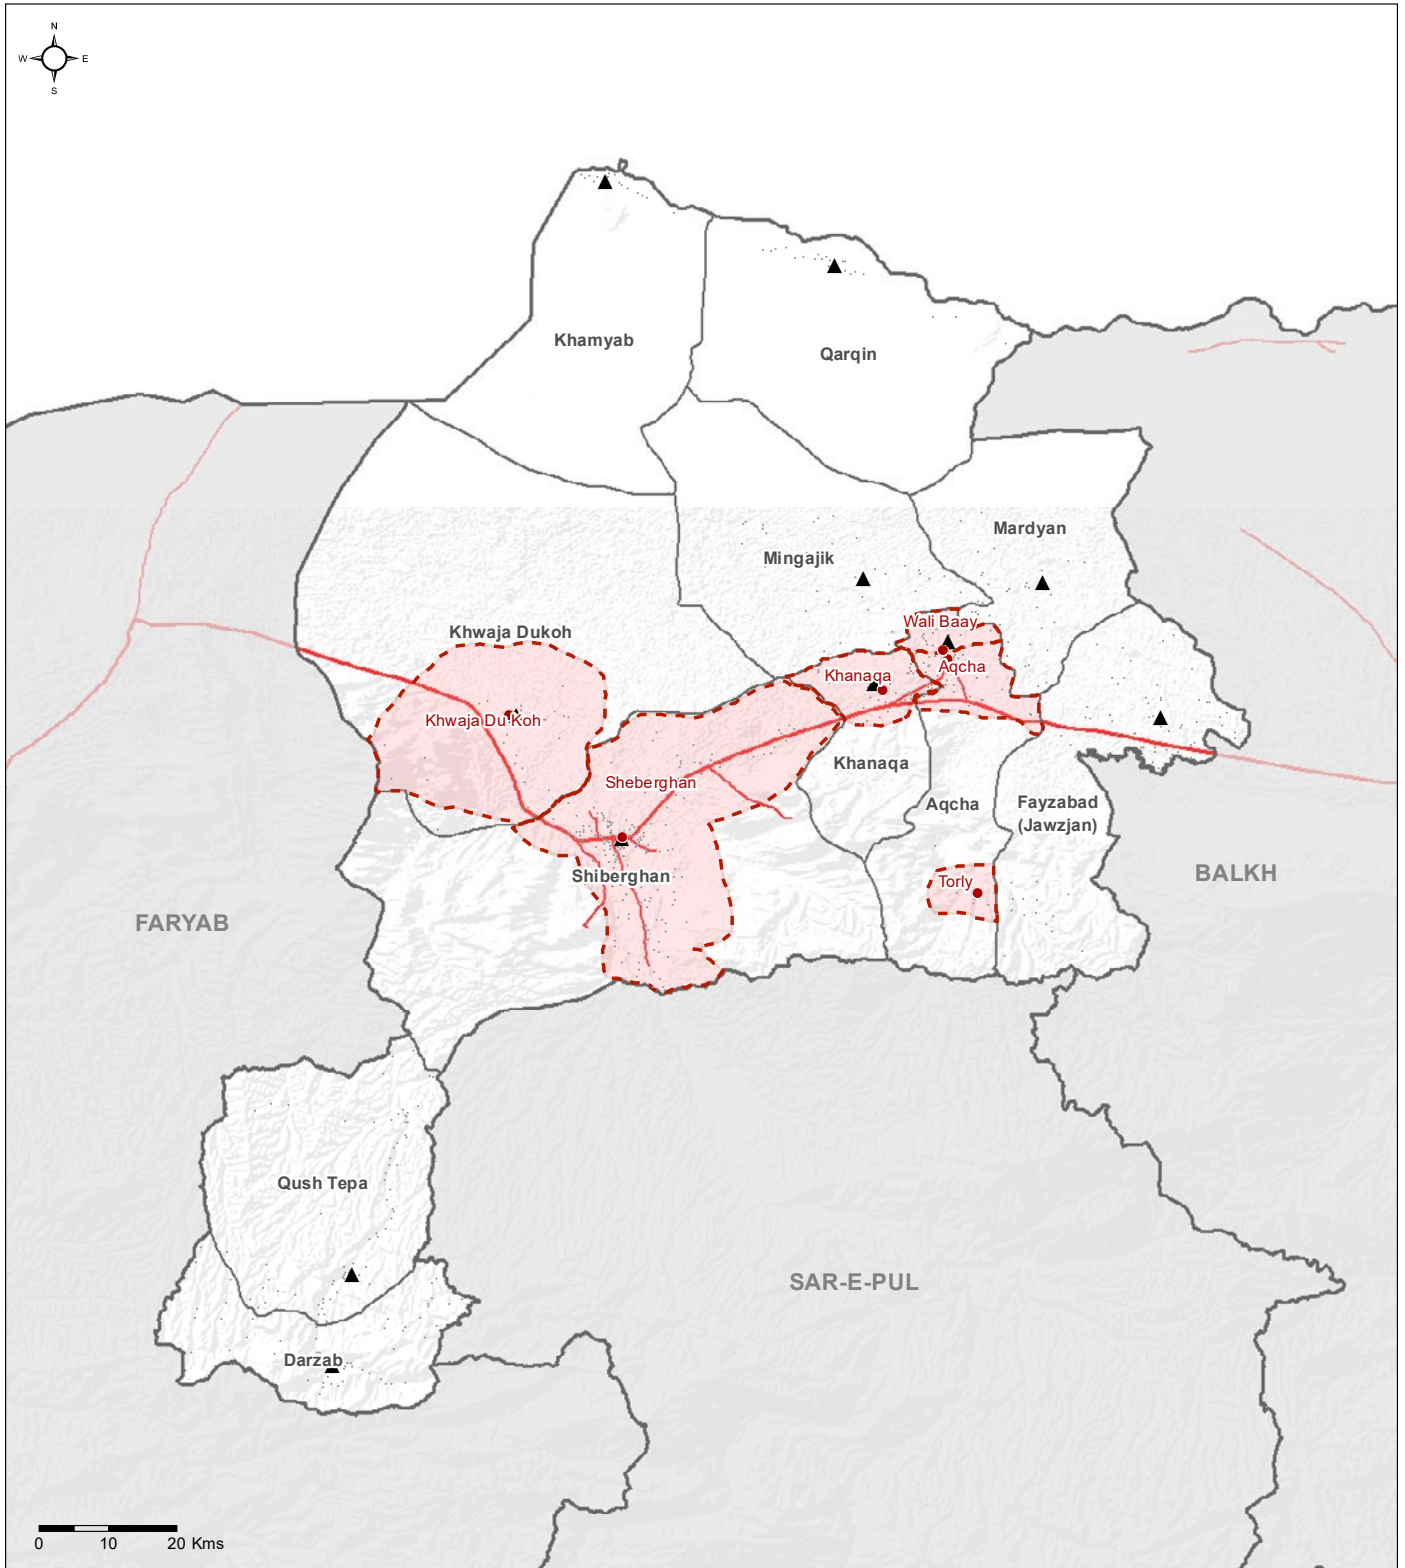 N
W E
S
Khamyab
Qarqin
Mardyan
Mingajik
Wali Baay
Khwaja Dukoh
Aqcha
Khanaqa
Khwaja Du Koh
Khanaqa
Sheberghan
Aqcha
Fayzabad
(Jawzjan)
Shiberghan
Torly
BALKH
FARYAB
Qush Tepa
SAR-E-PUL
Darzab
0 10 20 Kms